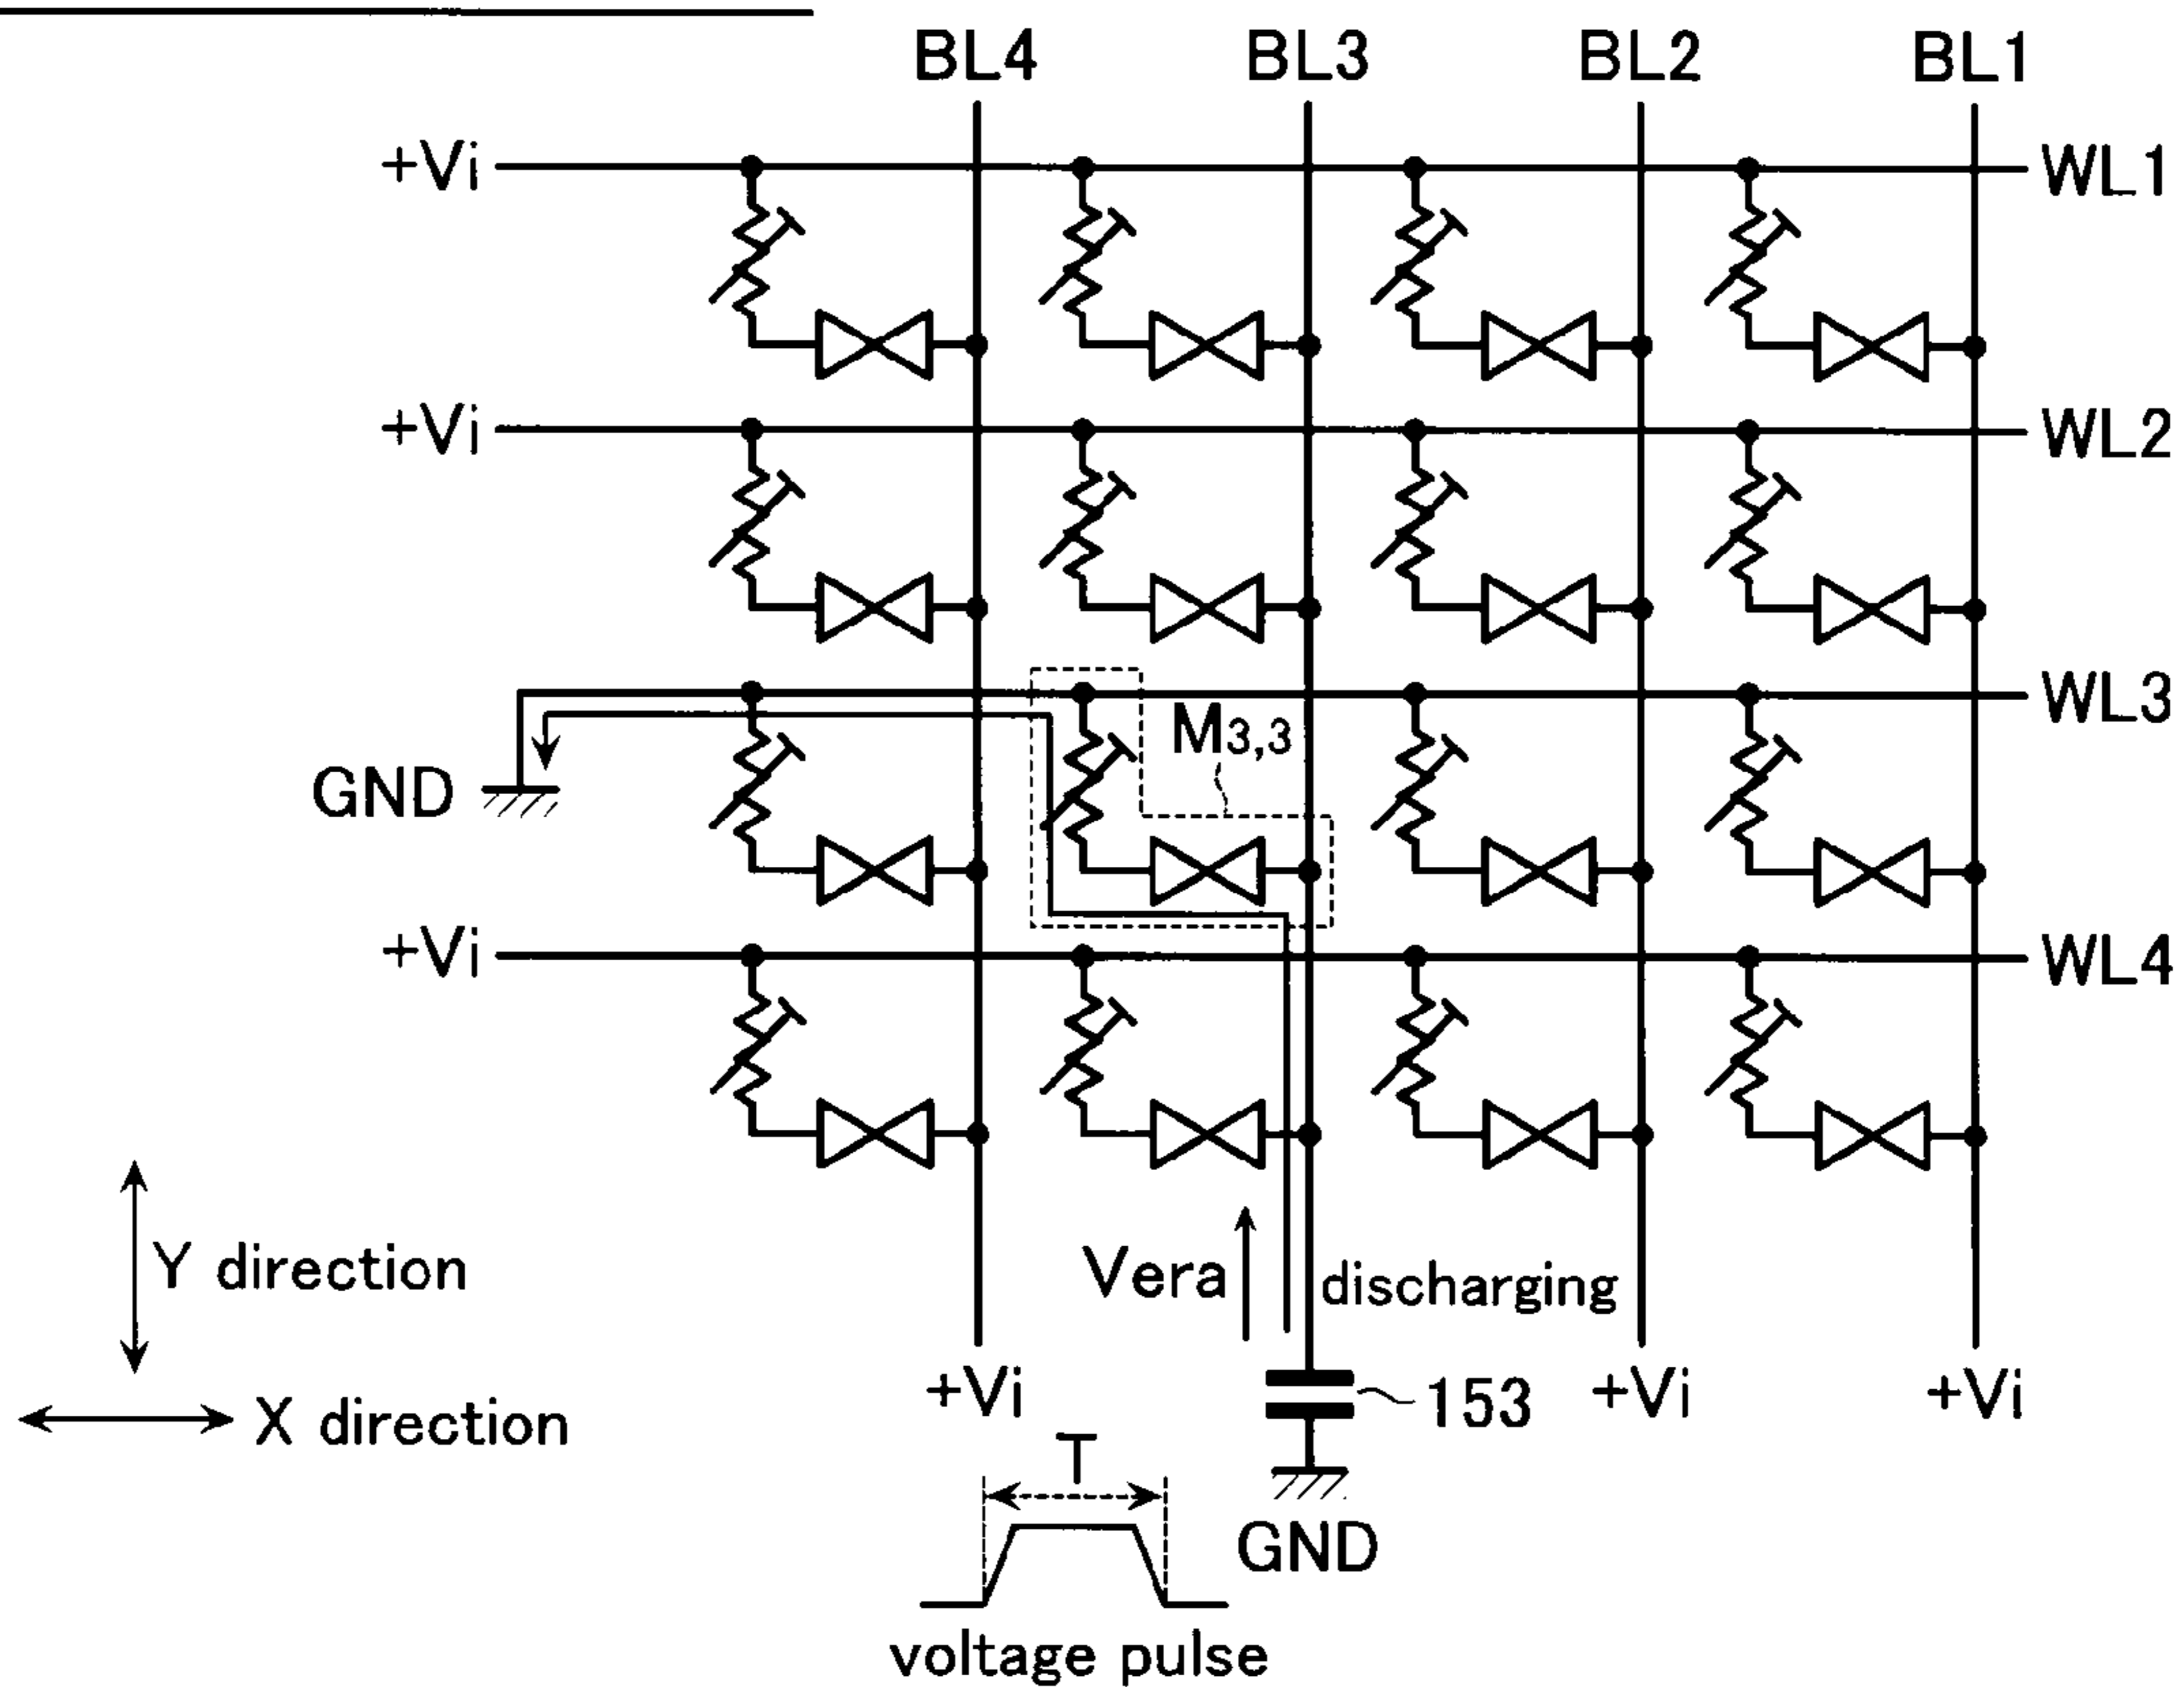 BL4 BL3 BL2 BL1
+Vi WL1
+Vi WL2
WL3
M3,3
GND
+Vi WL4
Vera discharging
Y direction
+Vi 153 +Vi +Vi
X direction
T
GND
voltage pulse